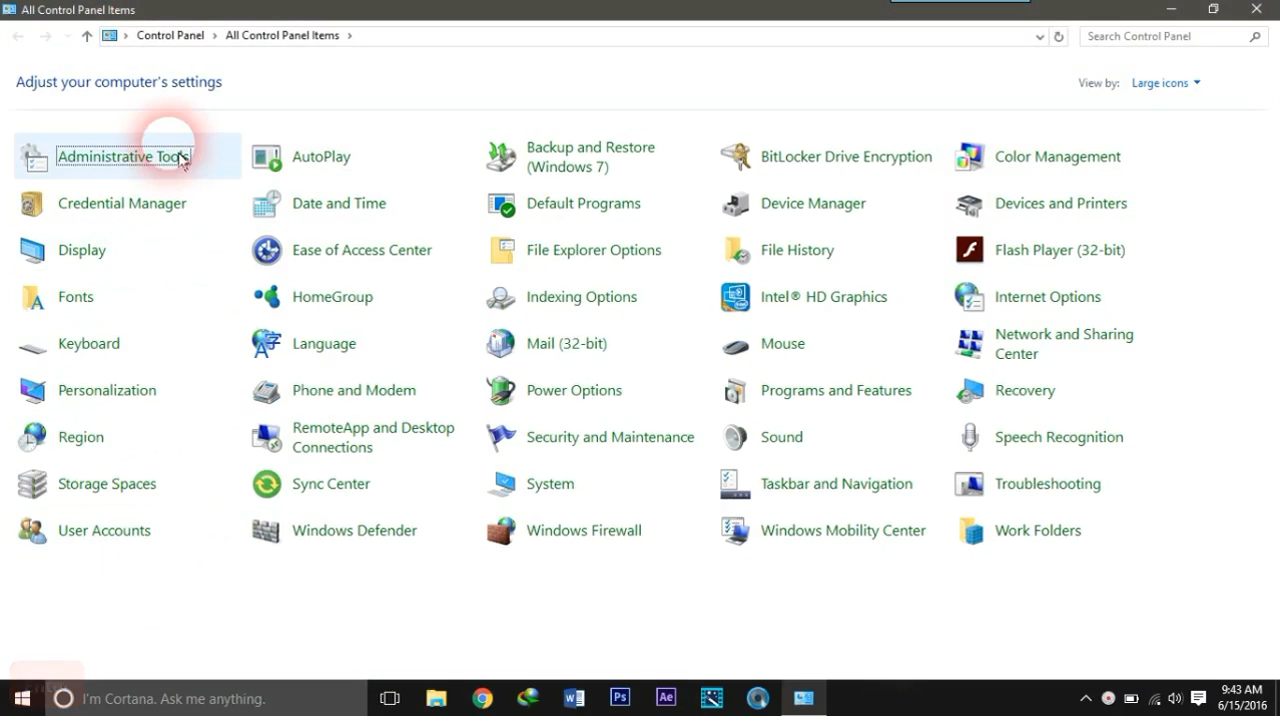 All Control Panel Items
Control Panel > All Control Panel Items >
Search Control Panel
Adjust your computer's settings
View by: Large icons
Administrative Tools
AutoPlay
Backup and Restore
(Windows 7)
BitLocker Drive Encryption
Color Management
Credential Manager
Date and Time
Default Programs
Device Manager
Devices and Printers
Display
Ease of Access Center
File Explorer Options
File History
Flash Player (32-bit)
Fonts
HomeGroup
Indexing Options
Intel® HD Graphics
Internet Options
Keyboard
Language
Mail (32-bit)
Mouse
Network and Sharing
Center
Personalization
Phone and Modem
Power Options
Programs and Features
Recovery
Region
RemoteApp and Desktop
Connections
Security and Maintenance
Sound
Speech Recognition
Storage Spaces
Sync Center
System
Taskbar and Navigation
Troubleshooting
User Accounts
Windows Defender
Windows Firewall
Windows Mobility Center
Work Folders
I'm Cortana. Ask me anything.
Ps
Ae
9:43 AM
6/15/2016